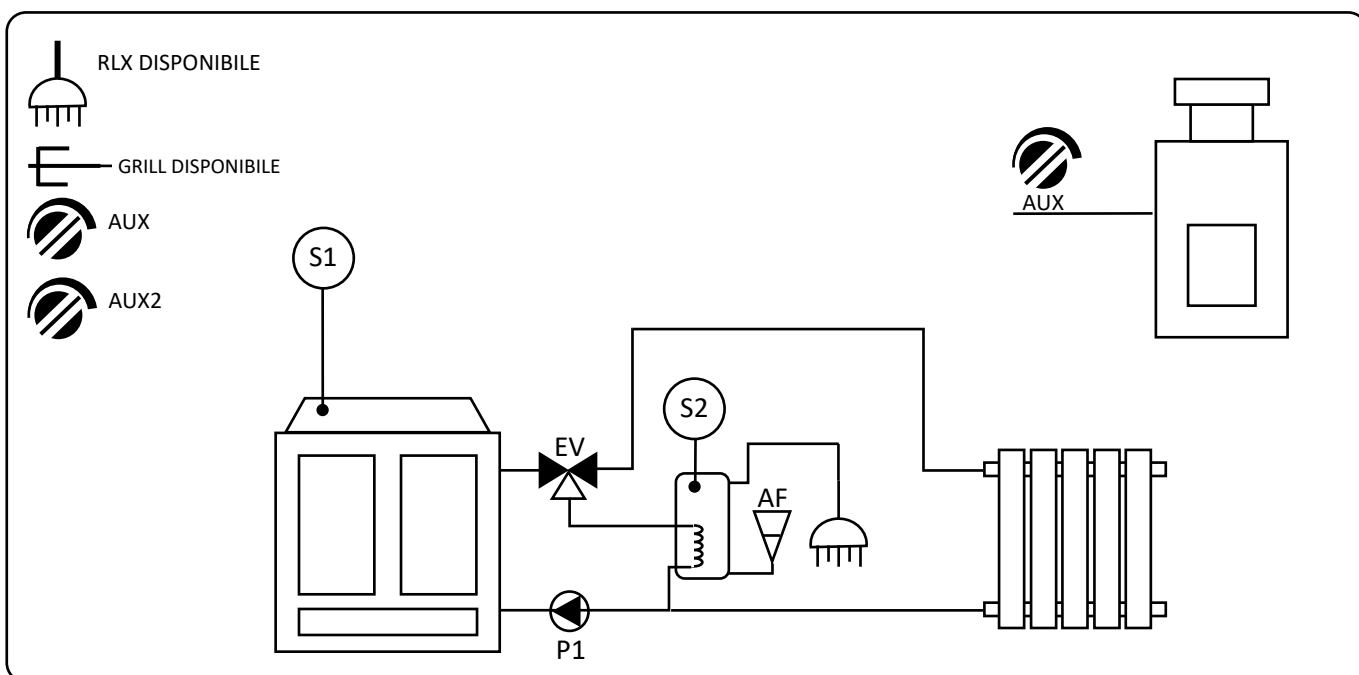 RLX DISPONIBILE
GRILL DISPONIBILE
AUX
AUX2
S1
AUX
EV
S2
AF
P1